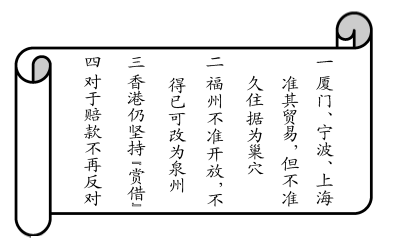 一 厦门、宁波、上海
准其贸易，但不准
久住据为巢穴
二 福州不准开放，不
得已可改为泉州
三 香港仍坚持『赏借』
四 对于赔款不再反对